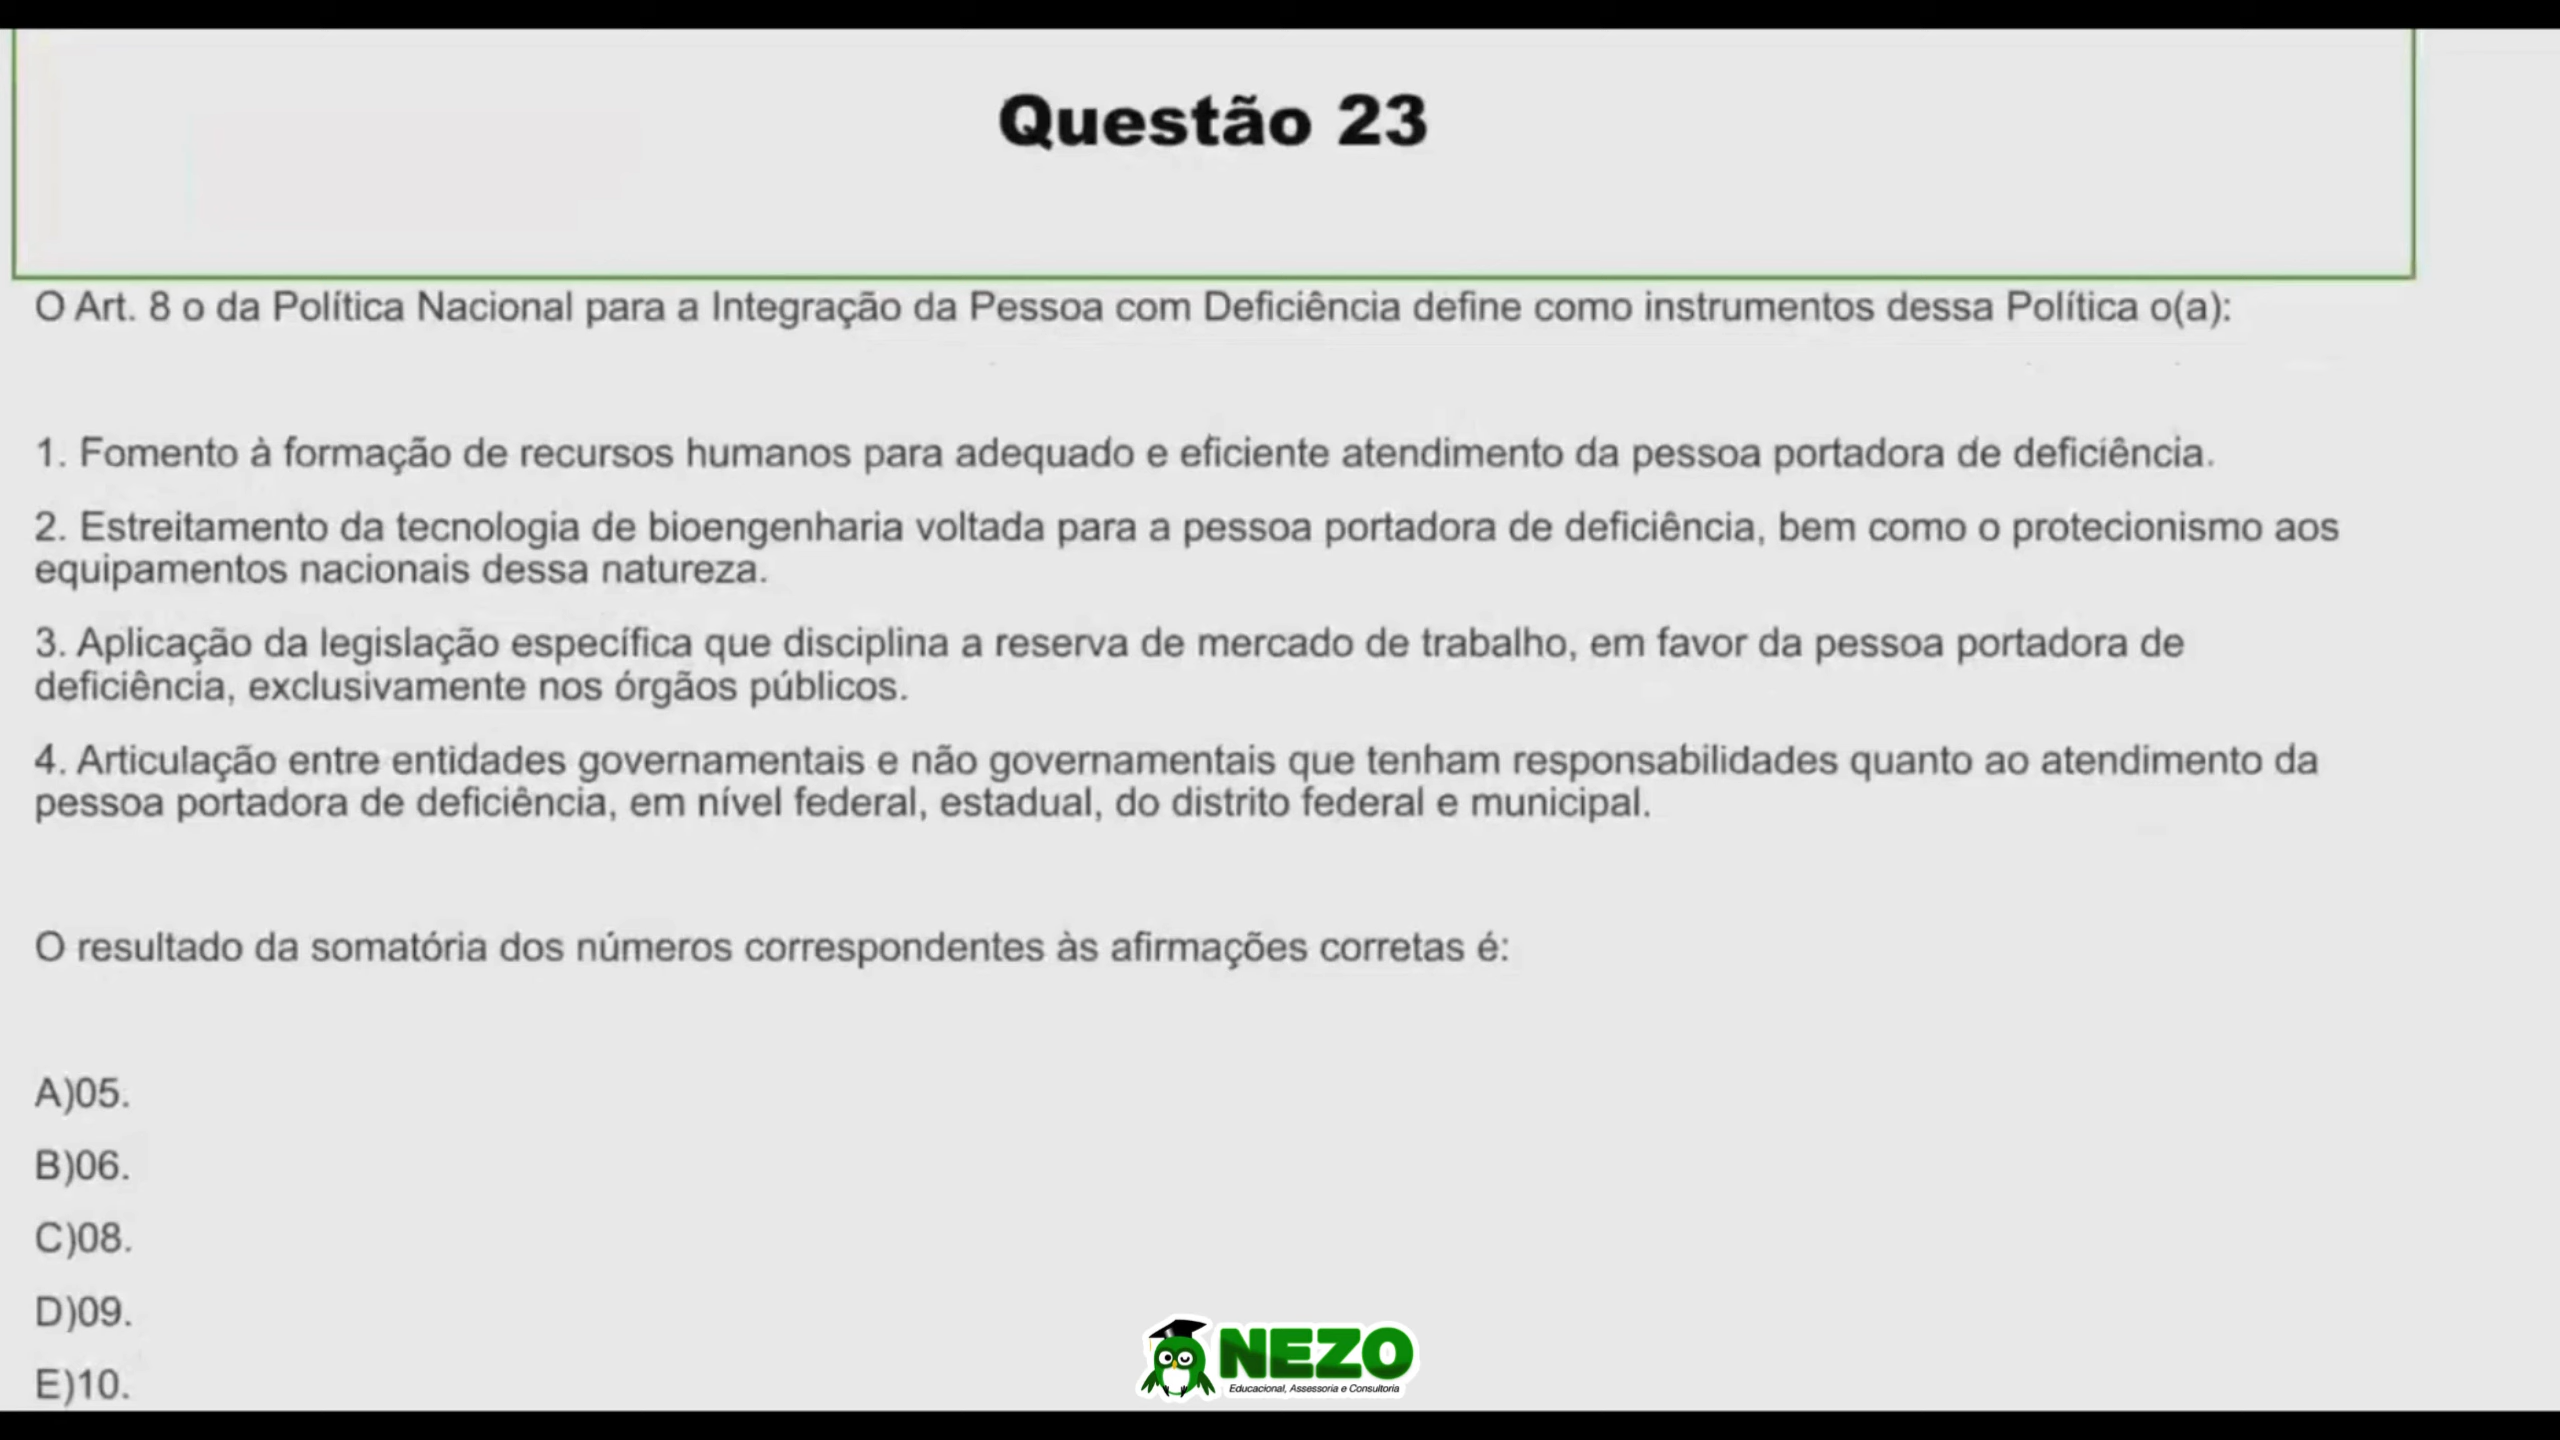 Questão 23
O Art. 8 o da Política Nacional para a Integração da Pessoa com Deficiência define como instrumentos dessa Política o(a):
1. Fomento à formação de recursos humanos para adequado e eficiente atendimento da pessoa portadora de deficiência.
2. Estreitamento da tecnologia de bioengenharia voltada para a pessoa portadora de deficiência, bem como o protecionismo aos
equipamentos nacionais dessa natureza.
3. Aplicação da legislação específica que disciplina a reserva de mercado de trabalho, em favor da pessoa portadora de
deficiência, exclusivamente nos órgãos públicos.
4. Articulação entre entidades governamentais e não governamentais que tenham responsabilidades quanto ao atendimento da
pessoa portadora de deficiência, em nível federal, estadual, do distrito federal e municipal.
O resultado da somatória dos números correspondentes às afirmações corretas é:
A)05.
B)06.
C)08.
D)09.
E)10.
NEZO
Educacional, Assessoria e Consultoria